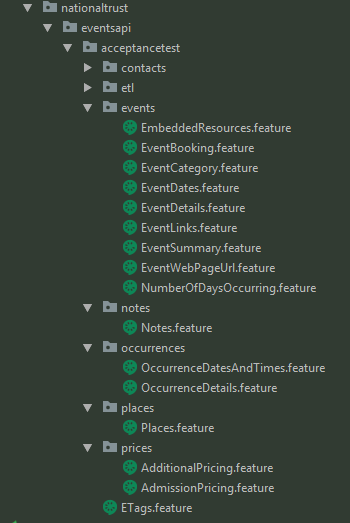 nationaltrust
eventsapi
acceptancetest
contacts
etl
events
EmbeddedResources.feature
EventBooking.feature
EventCategory.feature
EventDates.feature
EventDetails.feature
EventLinks.feature
EventSummary.feature
EventWebPageUrl.feature
NumberOfDaysOccurring.feature
notes
Notes.feature
occurrences
OccurrenceDatesAndTimes.feature
OccurrenceDetails.feature
places
Places.feature
prices
AdditionalPricing.feature
AdmissionPricing.feature
ETags.feature